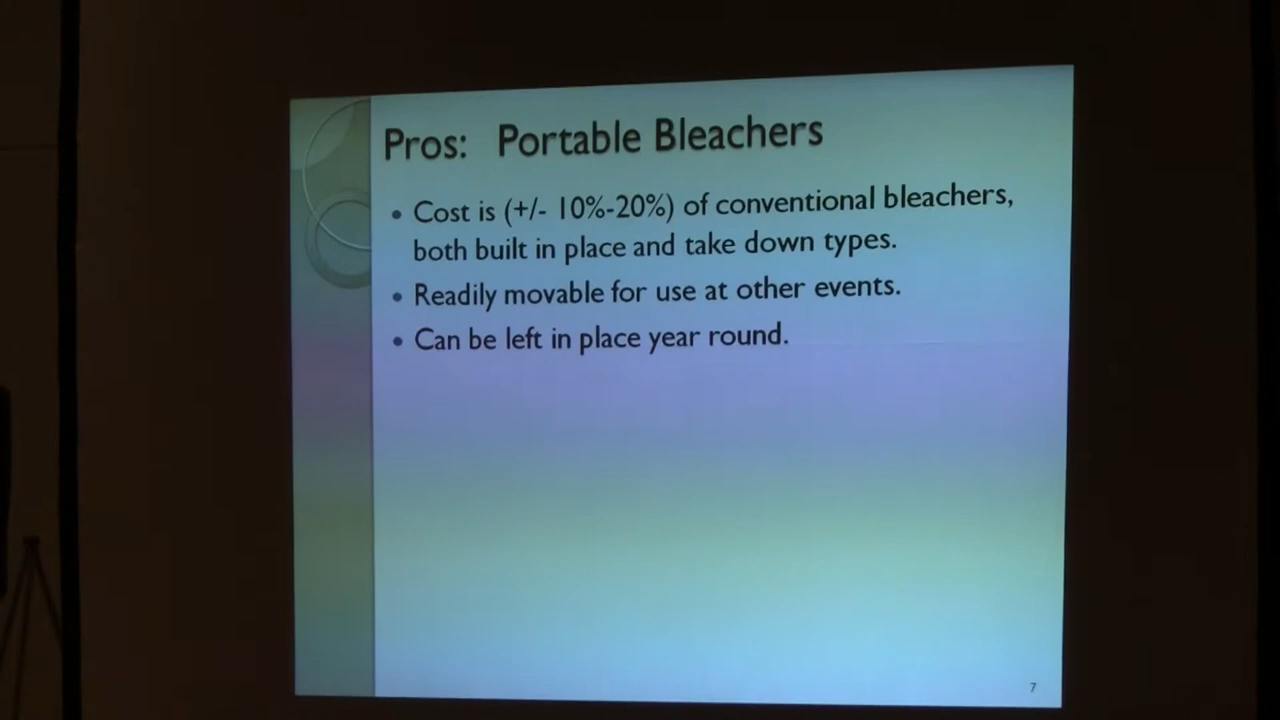 Pros: Portable Bleachers
• Cost is (+/- 10%-20%) of conventional bleachers,
both built in place and take down types.
• Readily movable for use at other events.
• Can be left in place year round.
7